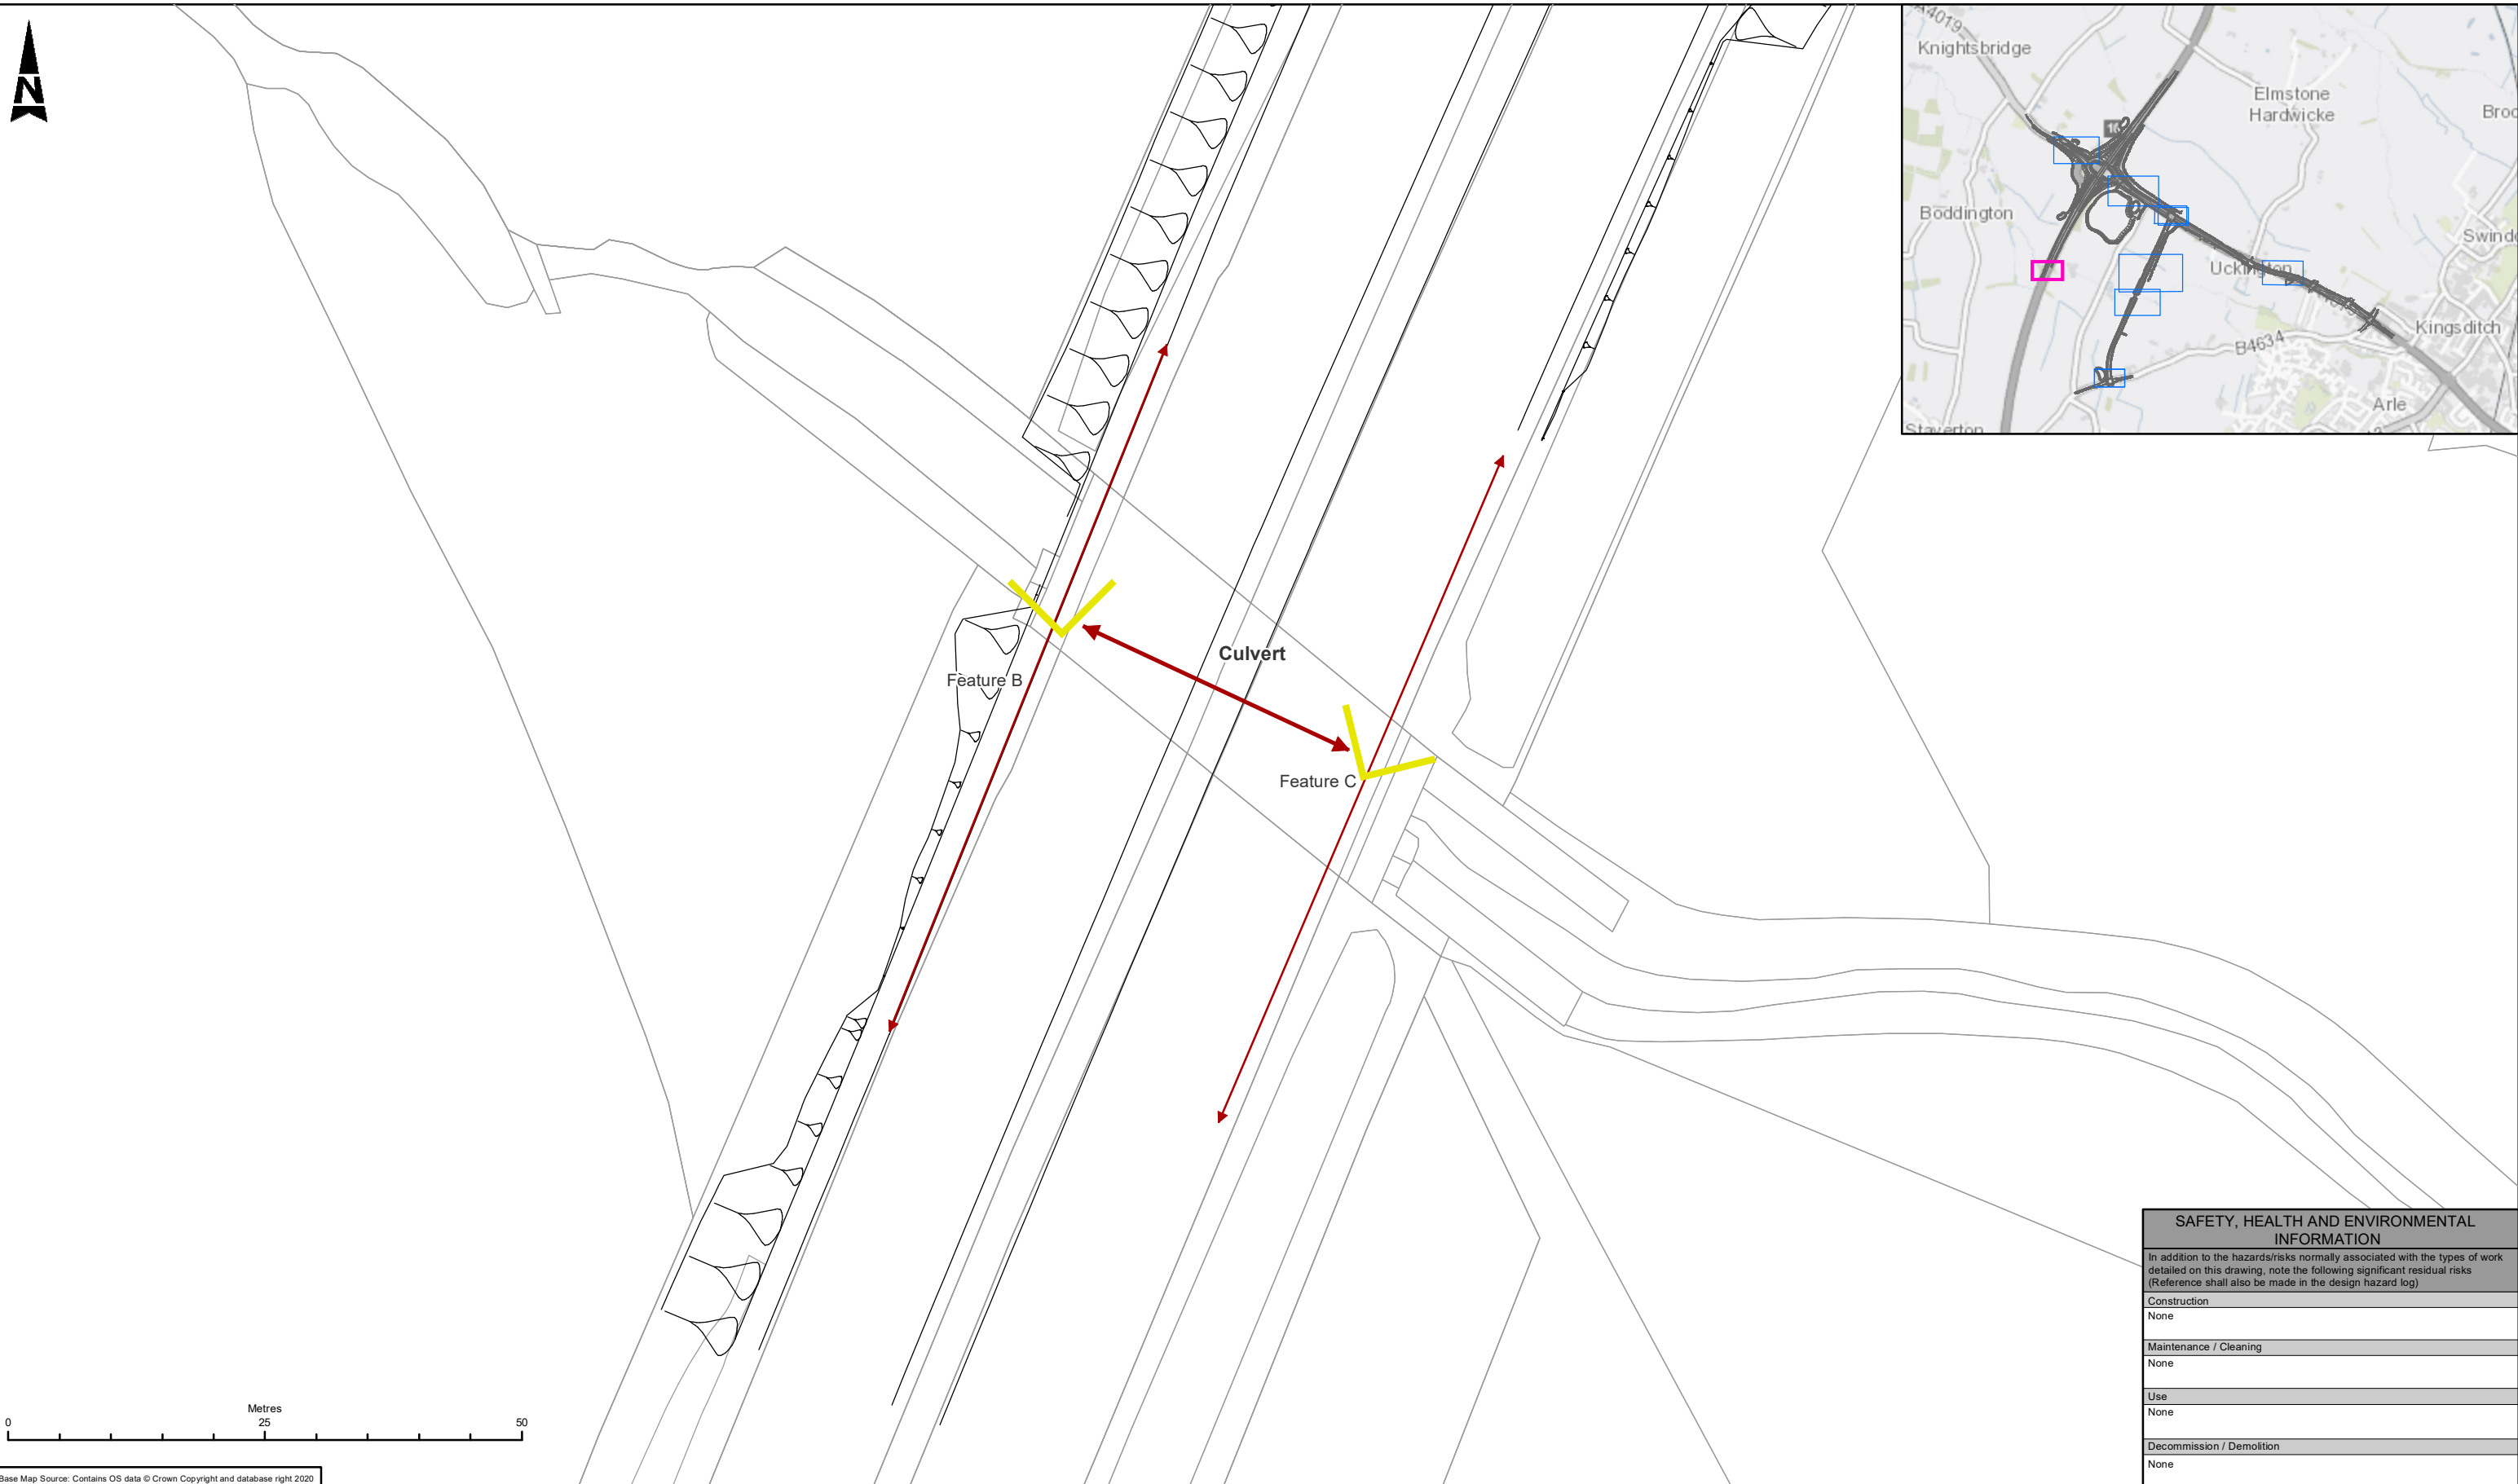 N
A4019
Knightsbridge
Elmstone
Hardwicke
Boddington
Uckington
Kingsditch
B4634
Arle
Staverton
Culvert
Feature B
Feature C
SAFETY, HEALTH AND ENVIRONMENTAL
INFORMATION
In addition to the hazards/risks normally associated with the types of work
detailed on this drawing, note the following significant residual risks
(Reference shall also be made in the design hazard log)
Construction
None
Maintenance / Cleaning
None
Use
None
Decommission / Demolition
None
Metres
0 25 50
Base Map Source: Contains OS data © Crown Copyright and database right 2020